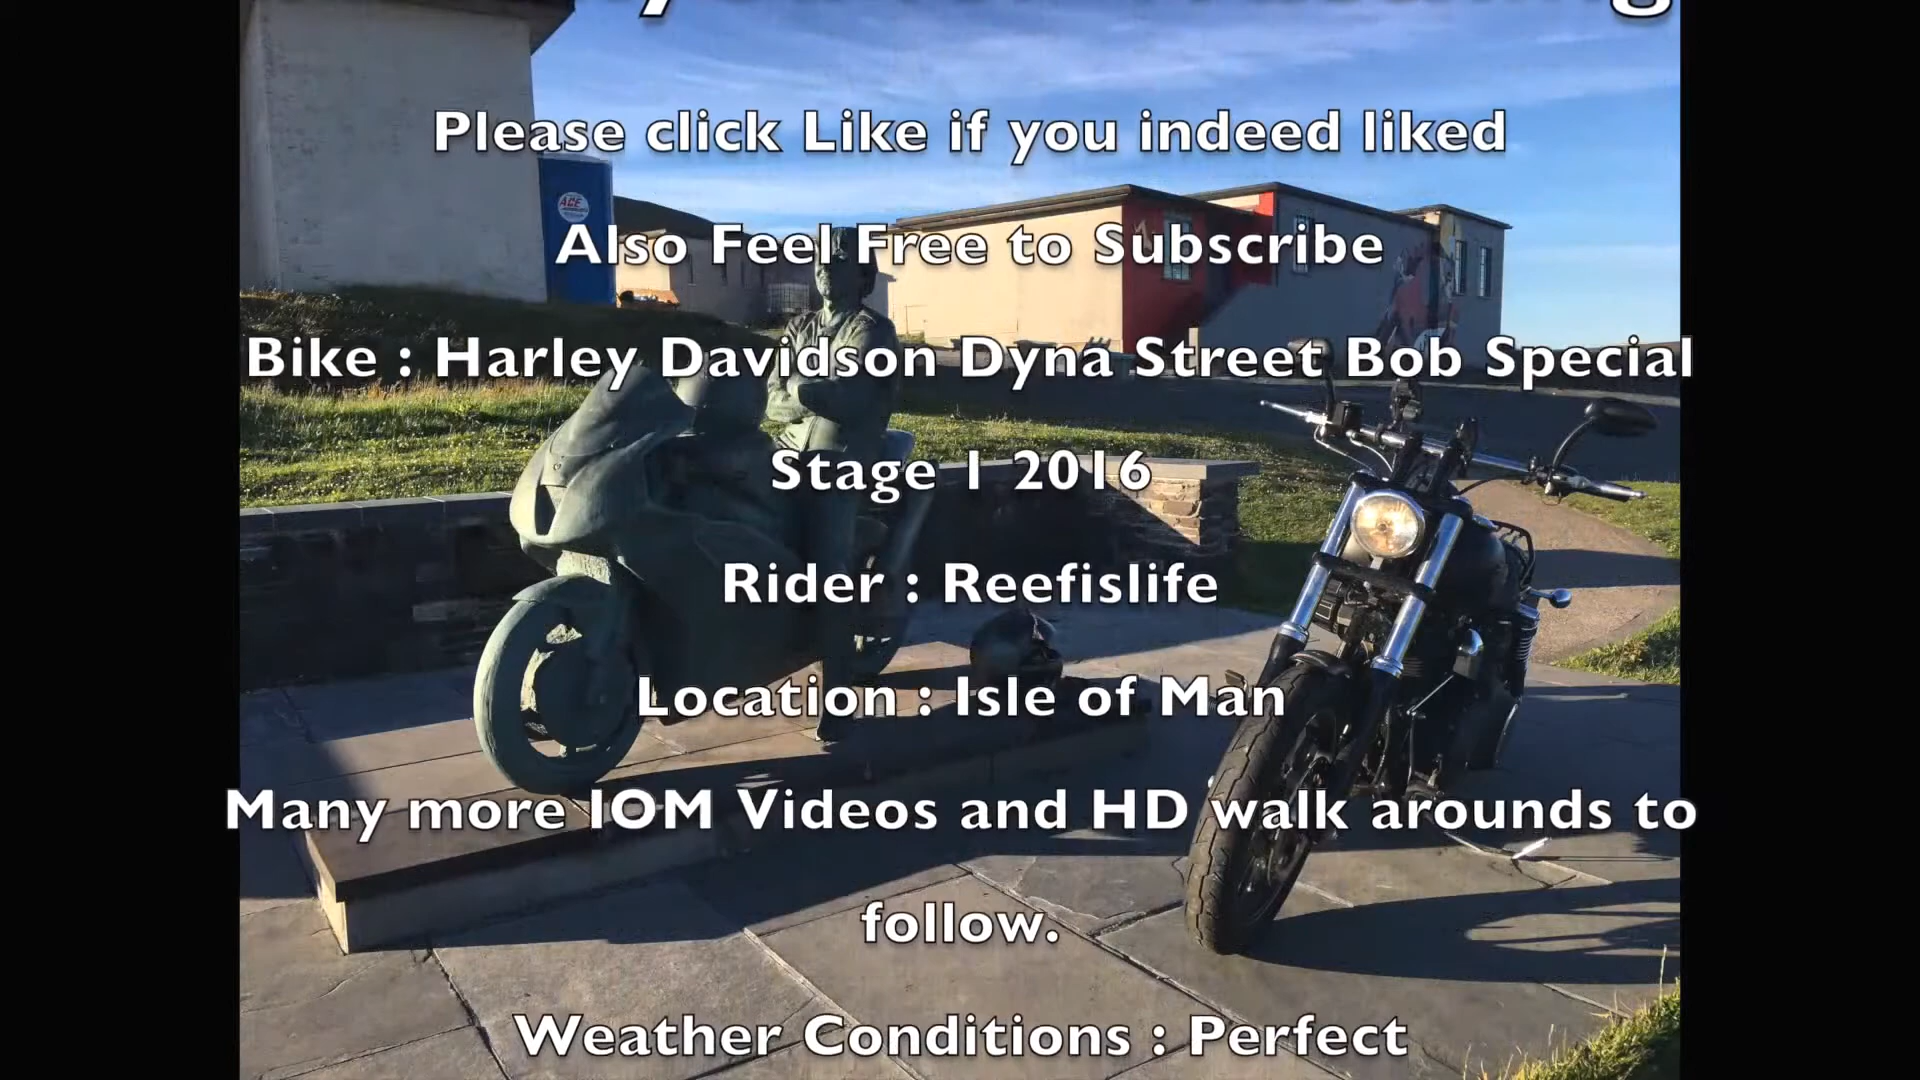 Please click Like if you indeed liked
ACE
Also Feel Free to Subscribe
Bike : Harley Davidson Dyna Street Bob Special
Stage 1 2016
Rider : Reefislife
Location : Isle of Man
Many more IOM Videos and HD walk arounds to
follow.
Weather Conditions : Perfect